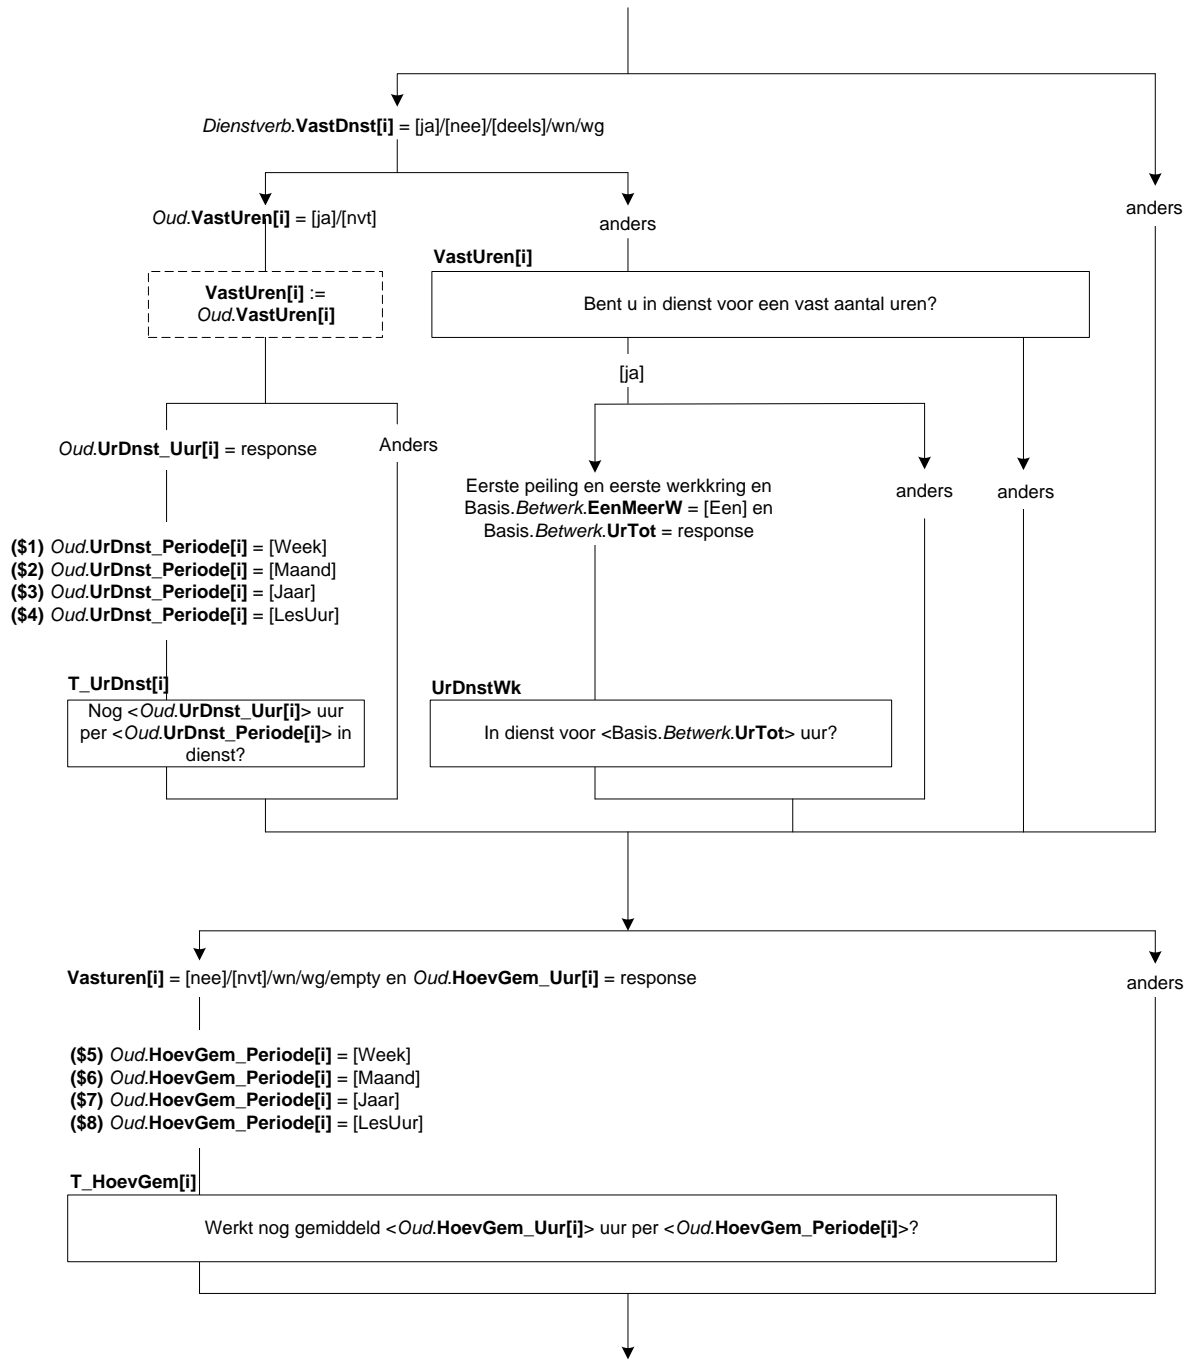 Dienstverb.VastDnst[i] = [ja]/[nee]/[deels]/wn/wg
anders
Oud.VastUren[i] = [ja]/[nvt]
anders
VastUren[i] :=
Oud.VastUren[i]
VastUren[i]
Bent u in dienst voor een vast aantal uren?
[ja]
Oud.UrDnst_Uur[i] = response
Anders
Eerste peiling en eerste werkkring en
Basis.Betwerk.EenMeerW = [Een] en
Basis.Betwerk.UrTot = response
anders
anders
($1) Oud.UrDnst_Periode[i] = [Week]
($2) Oud.UrDnst_Periode[i] = [Maand]
($3) Oud.UrDnst_Periode[i] = [Jaar]
($4) Oud.UrDnst_Periode[i] = [LesUur]
T_UrDnst[i]
Nog <Oud.UrDnst_Uur[i]> uur
per <Oud.UrDnst_Periode[i]> in
dienst?
UrDnstWk
In dienst voor <Basis.Betwerk.UrTot> uur?
Vasturen[i] = [nee]/[nvt]/wn/wg/empty en Oud.HoevGem_Uur[i] = response
anders
($5) Oud.HoevGem_Periode[i] = [Week]
($6) Oud.HoevGem_Periode[i] = [Maand]
($7) Oud.HoevGem_Periode[i] = [Jaar]
($8) Oud.HoevGem_Periode[i] = [LesUur]
T_HoevGem[i]
Werkt nog gemiddeld <Oud.HoevGem_Uur[i]> uur per <Oud.HoevGem_Periode[i]>?